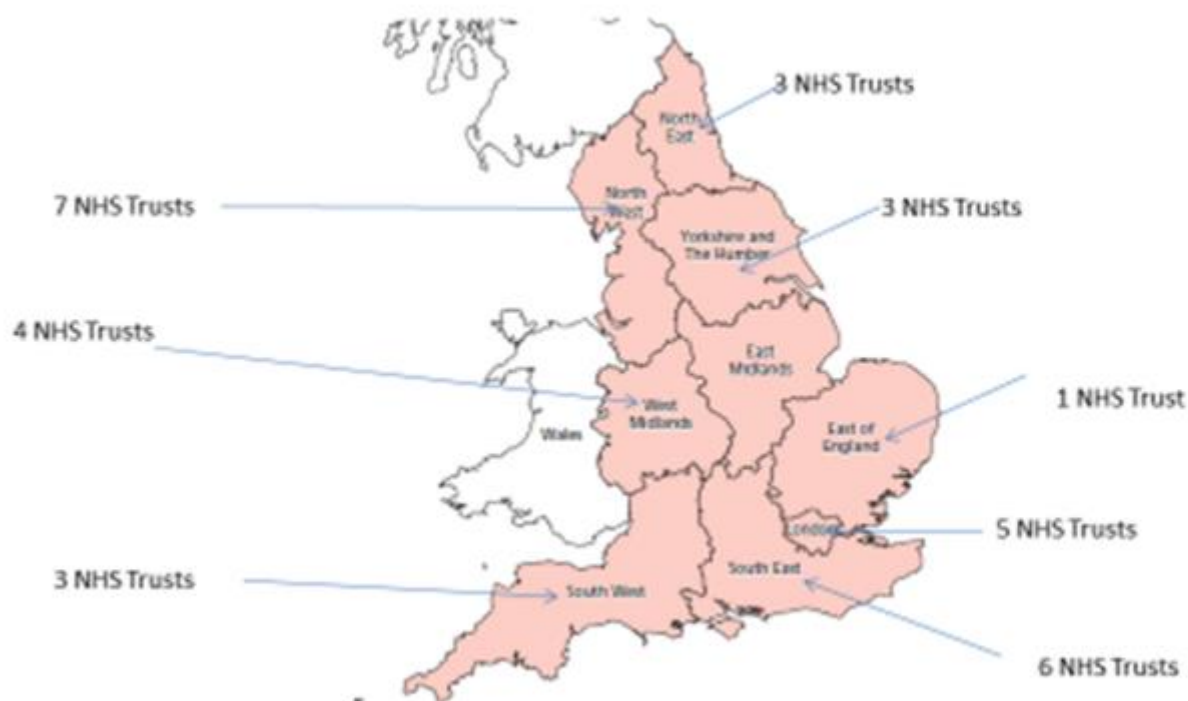 3 NHS Trusts
North
East
7 NHS Trusts
North
West
3 NHS Trusts
Yorkshire and
The Humber
4 NHS Trusts
East
Midlands
1 NHS Trust
West
Midlands
East of
England
Wales
London
5 NHS Trusts
3 NHS Trusts
South West
South East
6 NHS Trusts